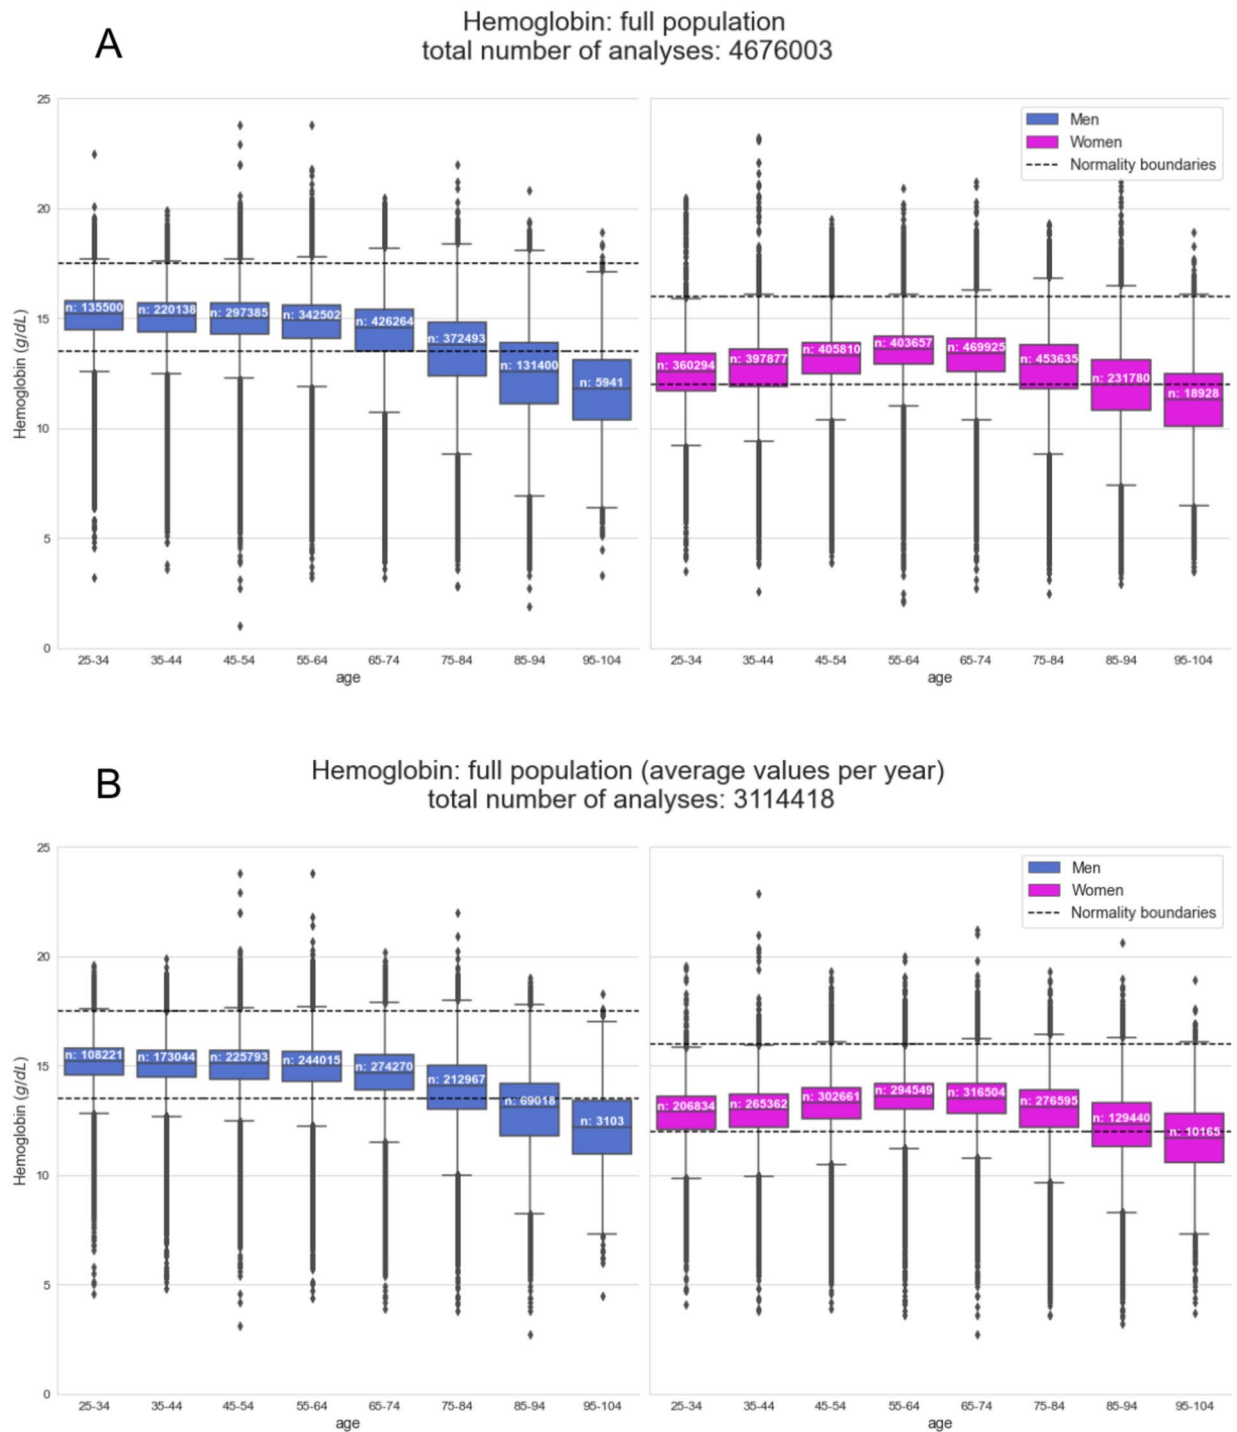 A
Hemoglobin: full population
total number of analyses: 4676003
Hemoglobin (g/dL)
25
20
15
10
5
0
n: 135500
n: 220138
n: 297385
n: 342502
n: 426264
n: 372493
n: 131400
n: 5941
25-34
35-44
45-54
55-64
65-74
75-84
85-94
95-104
age
Men
Women
Normality boundaries
n: 360294
n: 397877
n: 405810
n: 403657
n: 469925
n: 453635
n: 231780
n: 18928
25-34
35-44
45-54
55-64
65-74
75-84
85-94
95-104
age
B
Hemoglobin: full population (average values per year)
total number of analyses: 3114418
Hemoglobin (g/dL)
25
20
15
10
5
0
n: 108221
n: 173044
n: 225793
n: 244015
n: 274270
n: 212967
n: 69018
n: 3103
25-34
35-44
45-54
55-64
65-74
75-84
85-94
95-104
age
Men
Women
Normality boundaries
n: 206834
n: 265362
n: 302661
n: 294549
n: 316504
n: 276595
n: 129440
n: 10165
25-34
35-44
45-54
55-64
65-74
75-84
85-94
95-104
age